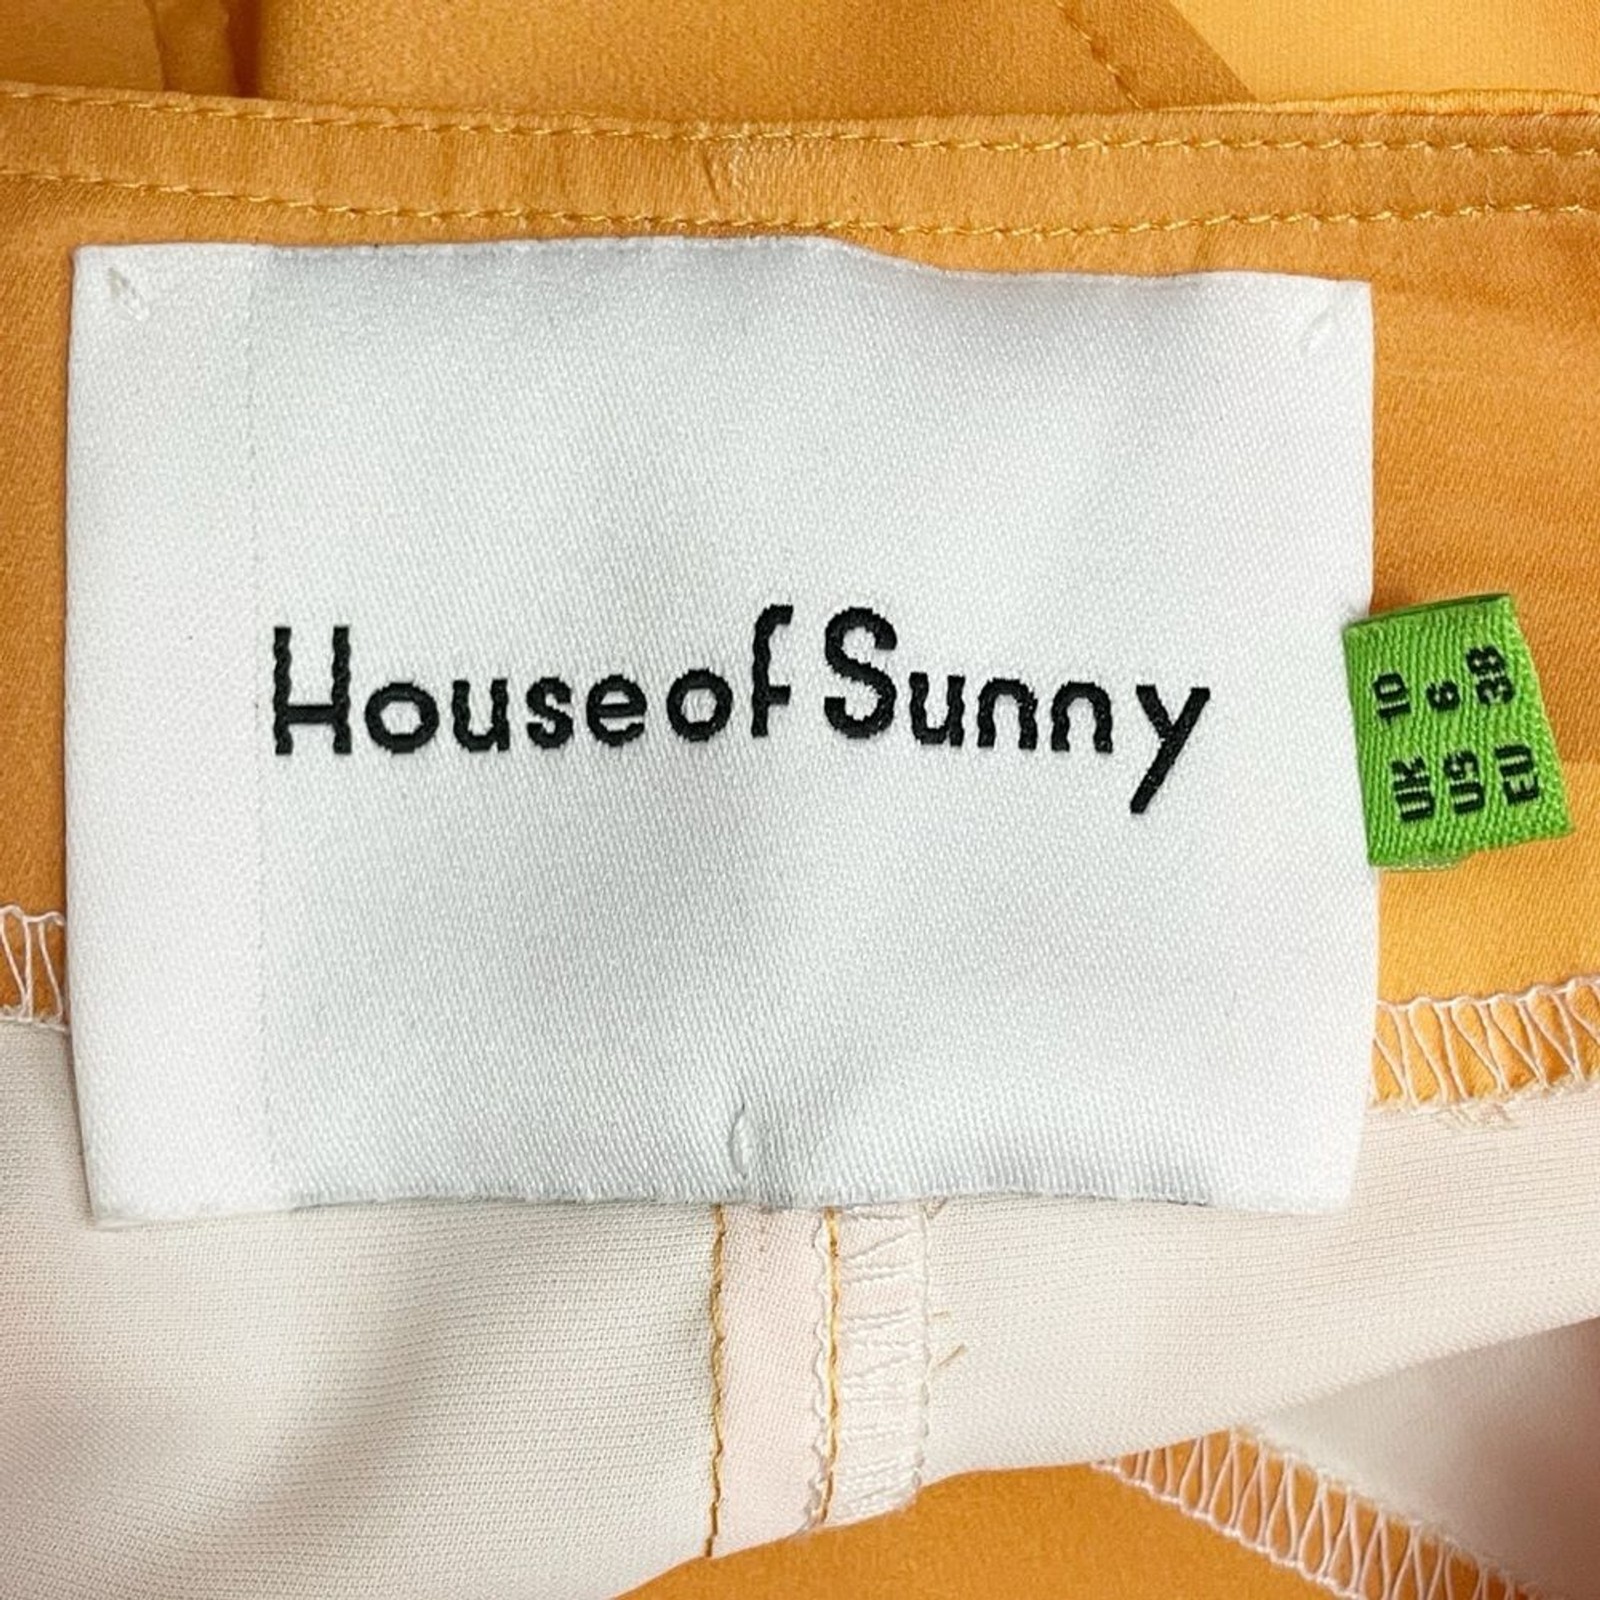 House of Sunny
UK 10
US 6
EU 38